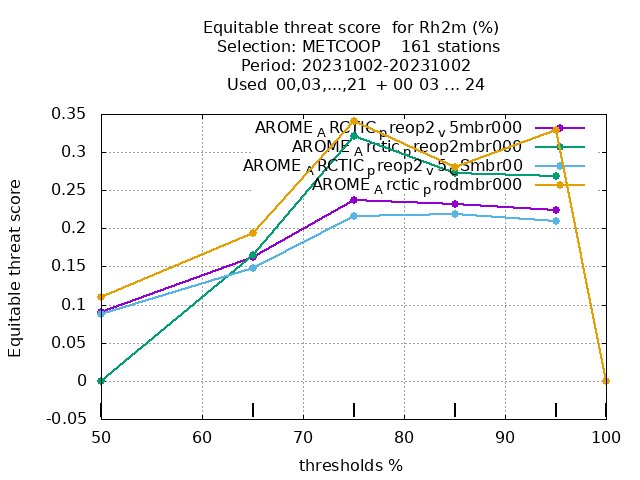 Equitable threat score  for Rh2m (%)
Selection: METCOOP    161 stations
Period: 20231002-20231002
Used  00,03,...,21  + 00 03 ... 24
AROME_ARCTIC_preop2_v5mbr000
AROME_Arctic_preop2mbr000
AROME_Arctic_prodmbr000
0.35
0.3
0.25
0.2
0.15
0.1
0.05
0
-0.05
Equitable threat score
50 60 70 80 90 100
thresholds %